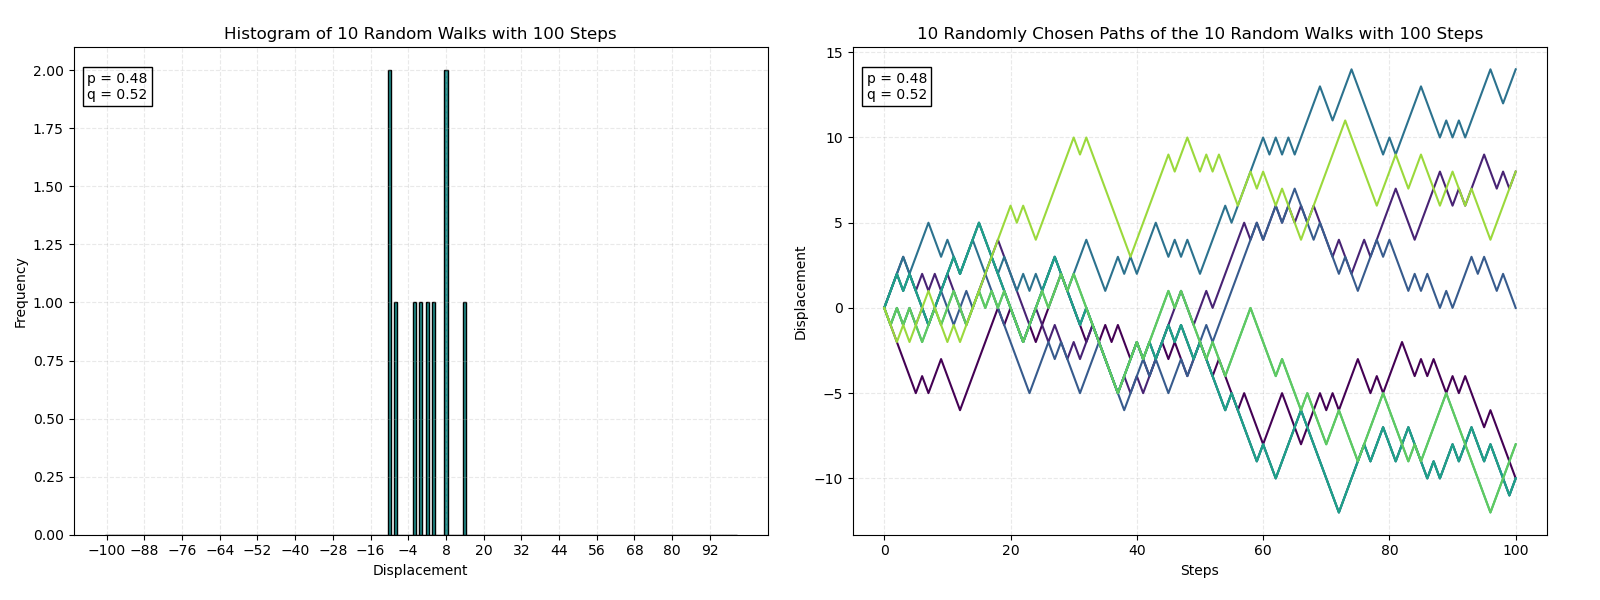 Histogram of 10 Random Walks with 100 Steps
p = 0.48
q = 0.52
2.00
1.75
1.50
1.25
1.00
0.75
0.50
0.25
0.00
Frequency
−100 −88 −76 −64 −52 −40 −28 −16 −4 8 20 32 44 56 68 80 92
Displacement
10 Randomly Chosen Paths of the 10 Random Walks with 100 Steps
p = 0.48
q = 0.52
15
10
5
0
−5
−10
Displacement
0 20 40 60 80 100
Steps